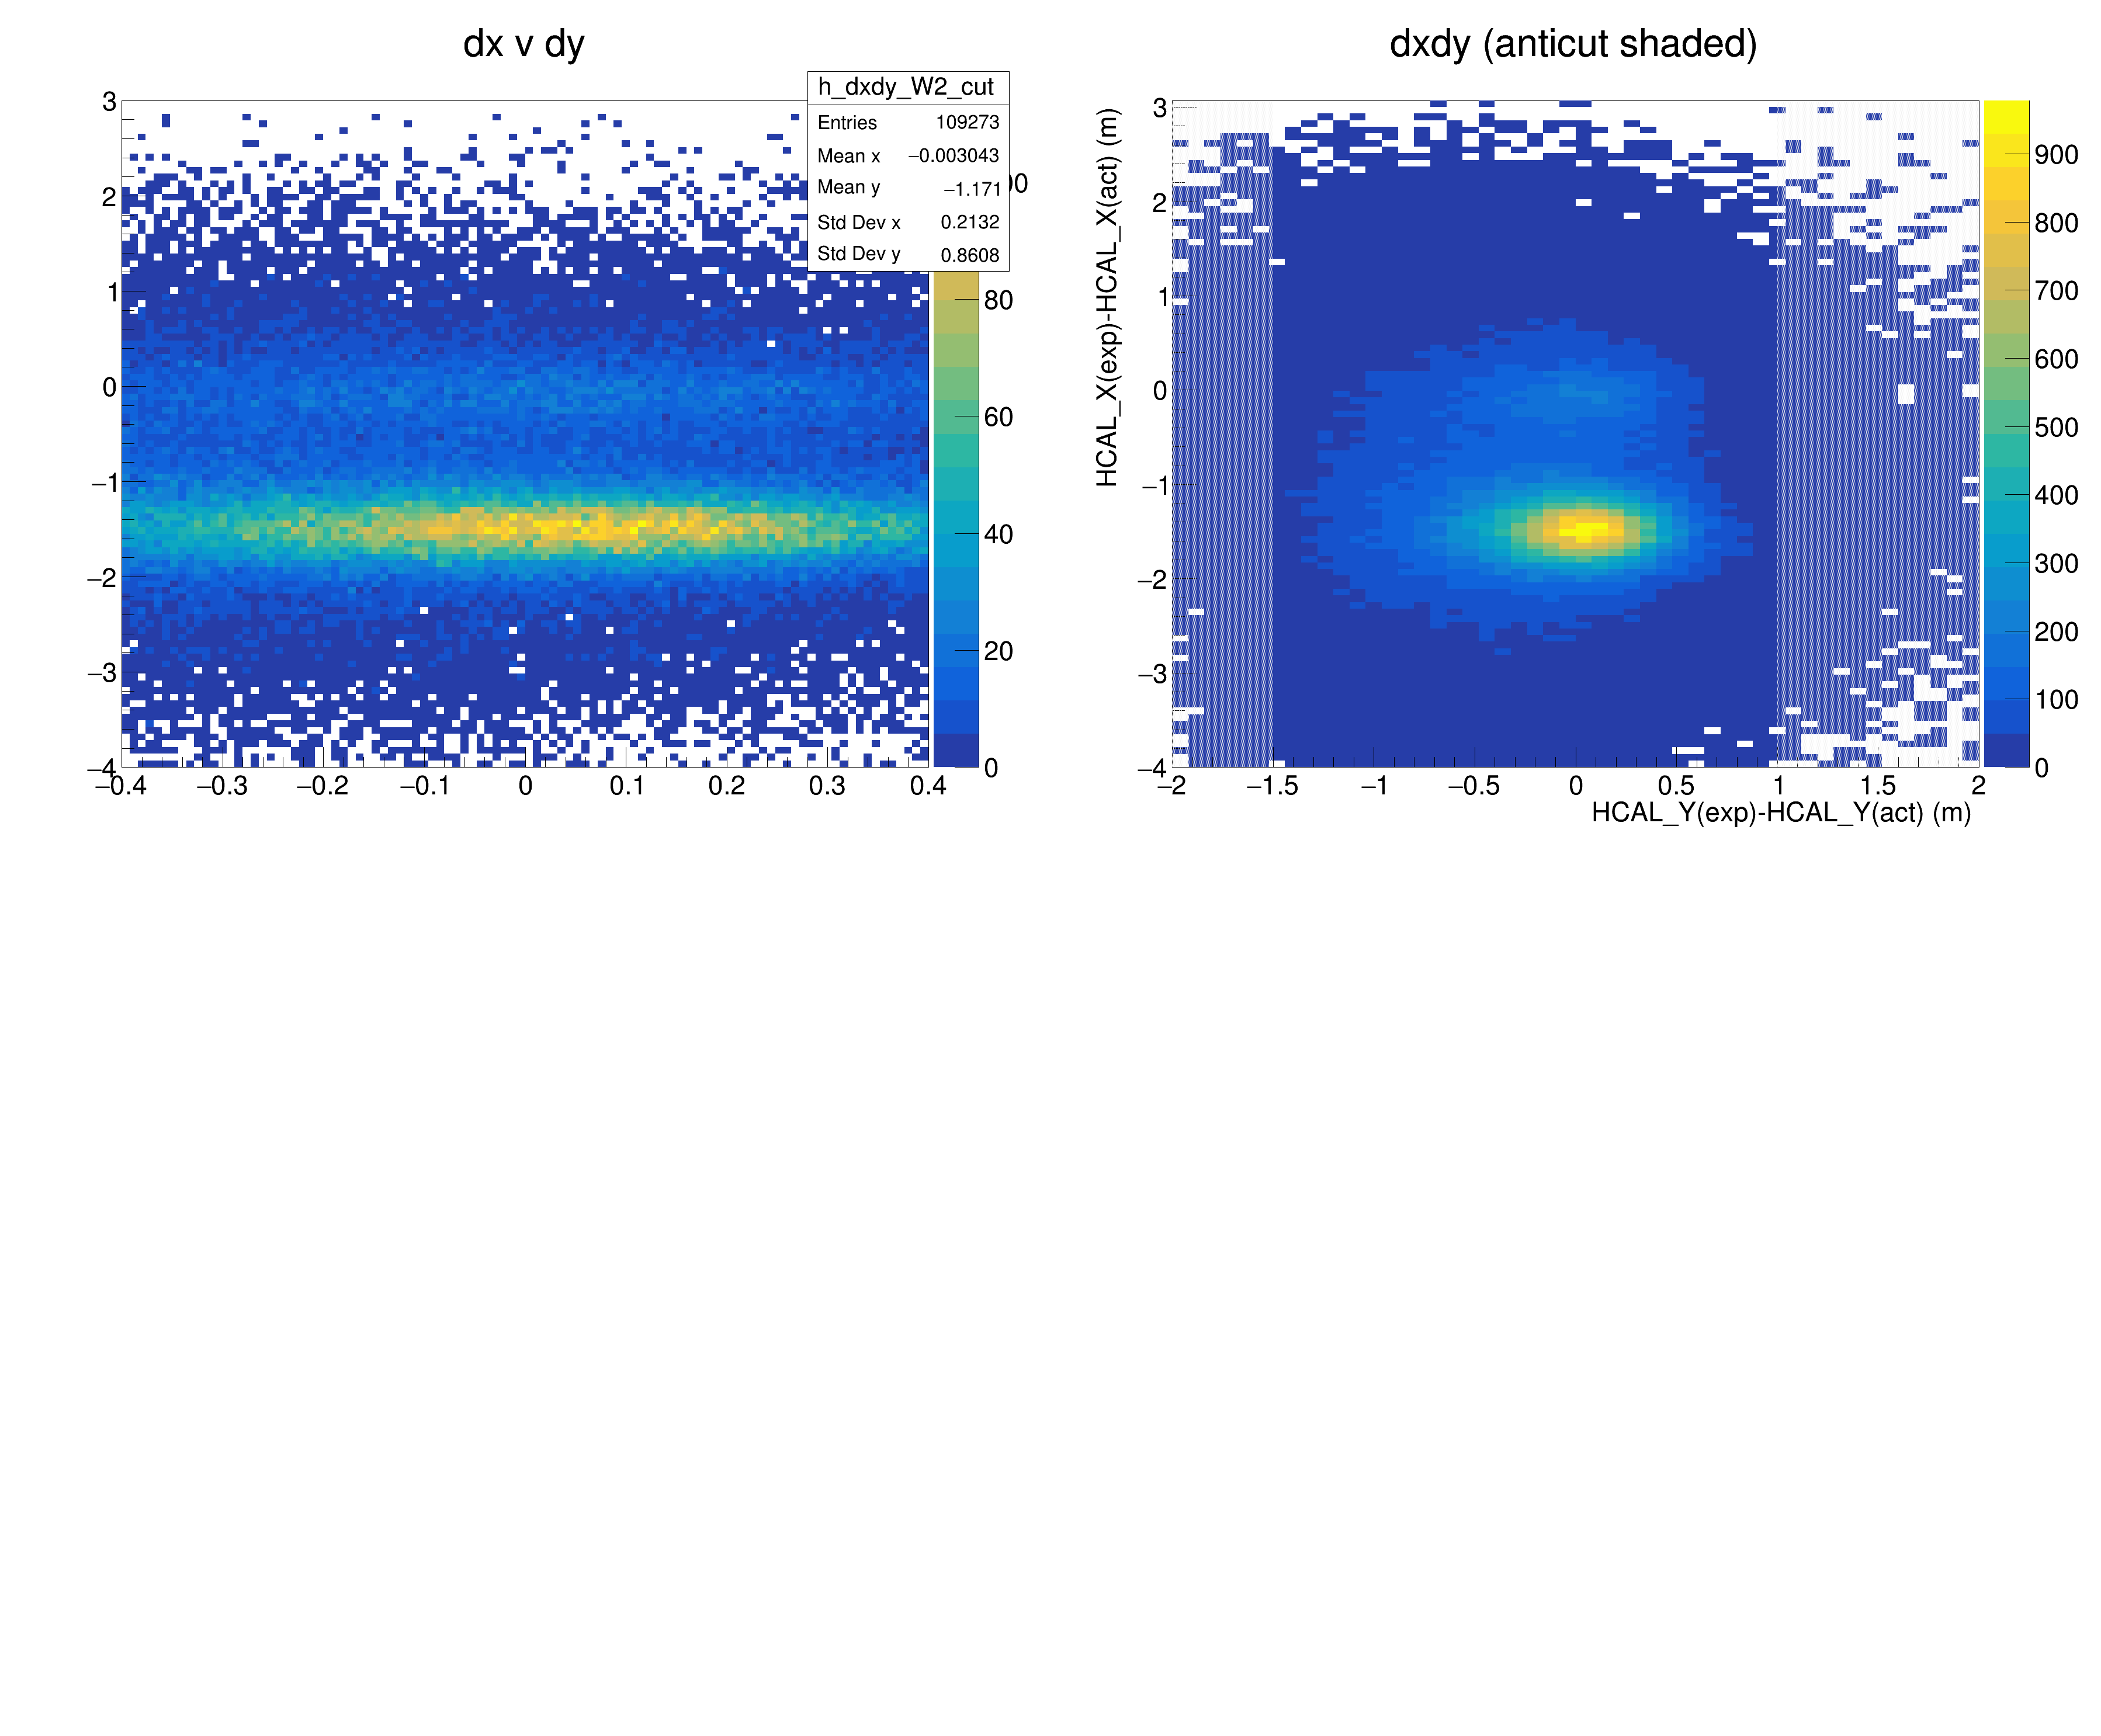 dx v dy
h_dxdy_W2_cut
Entries 109273
Mean x −0.003043
Mean y −1.171
Std Dev x 0.2132
Std Dev y 0.8608
3
2
1
0
−1
−2
−3
−4
−0.4 −0.3 −0.2 −0.1 0 0.1 0.2 0.3 0.4
80
60
40
20
0
dxdy (anticut shaded)
HCAL_X(exp)-HCAL_X(act) (m)
3
2
1
0
−1
−2
−3
−4
−2 −1.5 −1 −0.5 0 0.5 1 1.5 2
HCAL_Y(exp)-HCAL_Y(act) (m)
900
800
700
600
500
400
300
200
100
0